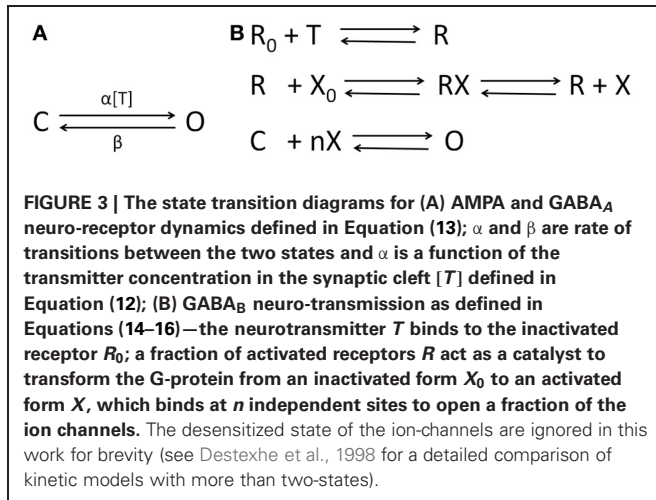 A
α[T]
C ⟶ O
⟵
β
B R₀ + T ⇌ R
R + X₀ ⇌ RX ⇌ R + X
C + nX ⇌ O
FIGURE 3 | The state transition diagrams for (A) AMPA and GABA_A
neuro-receptor dynamics defined in Equation (13); α and β are rate of
transitions between the two states and α is a function of the
transmitter concentration in the synaptic cleft [T] defined in
Equation (12); (B) GABA_B neuro-transmission as defined in
Equations (14–16)—the neurotransmitter T binds to the inactivated
receptor R₀; a fraction of activated receptors R act as a catalyst to
transform the G-protein from an inactivated form X₀ to an activated
form X, which binds at n independent sites to open a fraction of the
ion channels. The desensitized state of the ion-channels are ignored in this
work for brevity (see Destexhe et al., 1998 for a detailed comparison of
kinetic models with more than two-states).